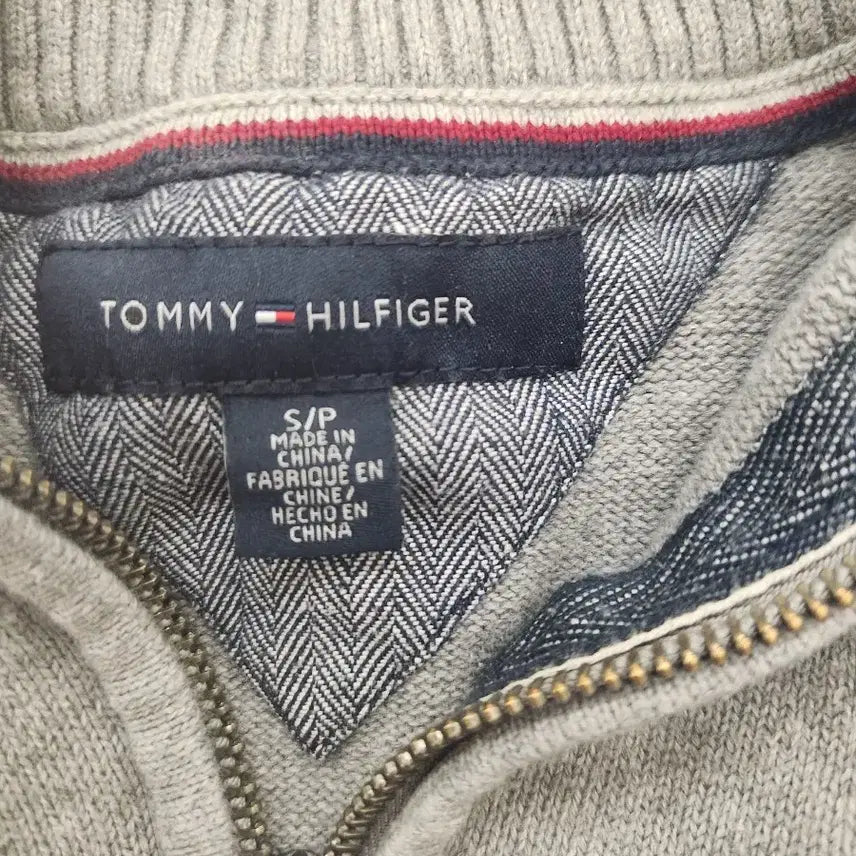 TOMMY HILFIGER
S/P
MADE IN
CHINA/
FABRIQUÉ EN
CHINE/
HECHO EN
CHINA